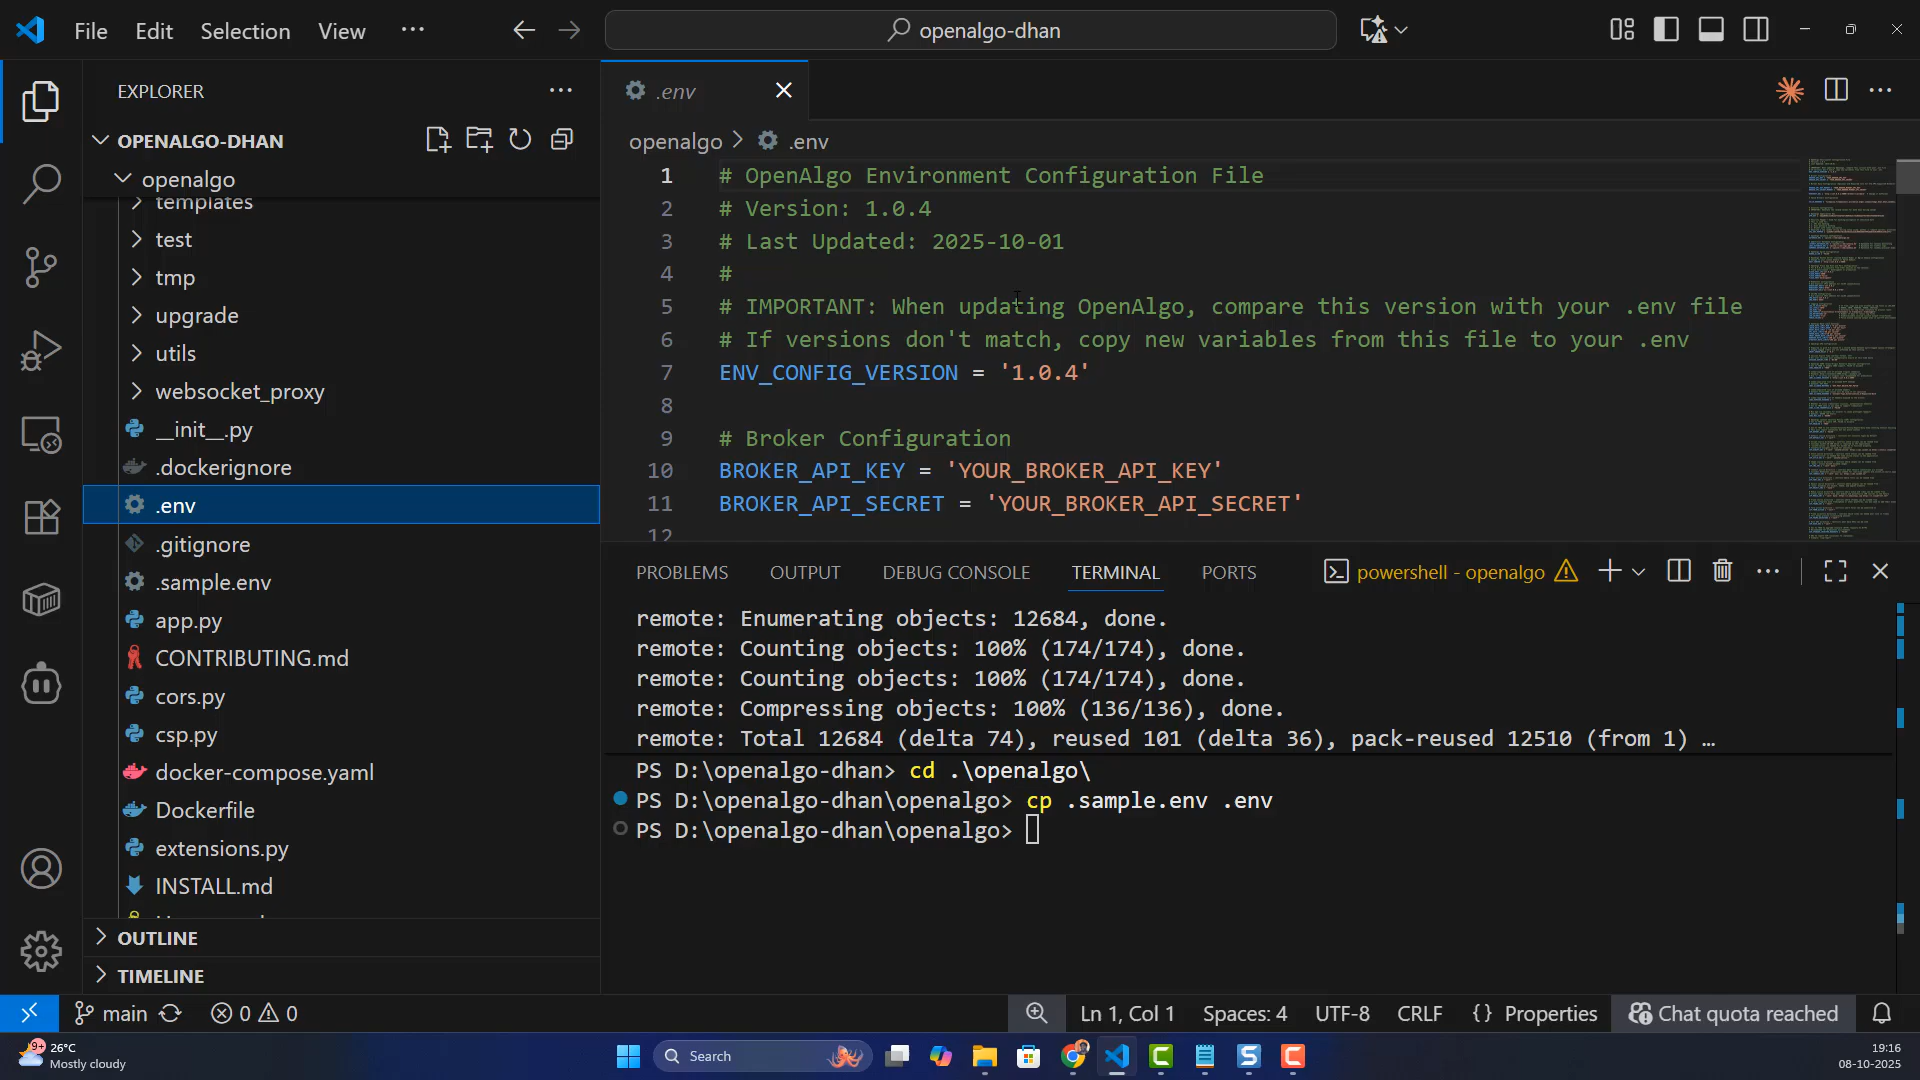 File Edit Selection View ...
openalgo-dhan
EXPLORER
OPENALGO-DHAN
openalgo
templates
test
tmp
upgrade
utils
websocket_proxy
__init__.py
.dockerignore
.env
.gitignore
.sample.env
app.py
CONTRIBUTING.md
cors.py
csp.py
docker-compose.yaml
Dockerfile
extensions.py
INSTALL.md
OUTLINE
TIMELINE
.env
openalgo > .env
1 # OpenAlgo Environment Configuration File
2 # Version: 1.0.4
3 # Last Updated: 2025-10-01
4 #
5 # IMPORTANT: When updating OpenAlgo, compare this version with your .env file
6 # If versions don't match, copy new variables from this file to your .env
7 ENV_CONFIG_VERSION = '1.0.4'
8
9 # Broker Configuration
10 BROKER_API_KEY = 'YOUR_BROKER_API_KEY'
11 BROKER_API_SECRET = 'YOUR_BROKER_API_SECRET'
12
PROBLEMS OUTPUT DEBUG CONSOLE TERMINAL PORTS powershell - openalgo
remote: Enumerating objects: 12684, done.
remote: Counting objects: 100% (174/174), done.
remote: Counting objects: 100% (174/174), done.
remote: Compressing objects: 100% (136/136), done.
remote: Total 12684 (delta 74), reused 101 (delta 36), pack-reused 12510 (from 1) …
PS D:\openalgo-dhan> cd .\openalgo\
PS D:\openalgo-dhan\openalgo> cp .sample.env .env
PS D:\openalgo-dhan\openalgo>
main 0 0 Ln 1, Col 1 Spaces: 4 UTF-8 CRLF {} Properties Chat quota reached
9+ 26°C
Mostly cloudy
Search
19:16
08-10-2025